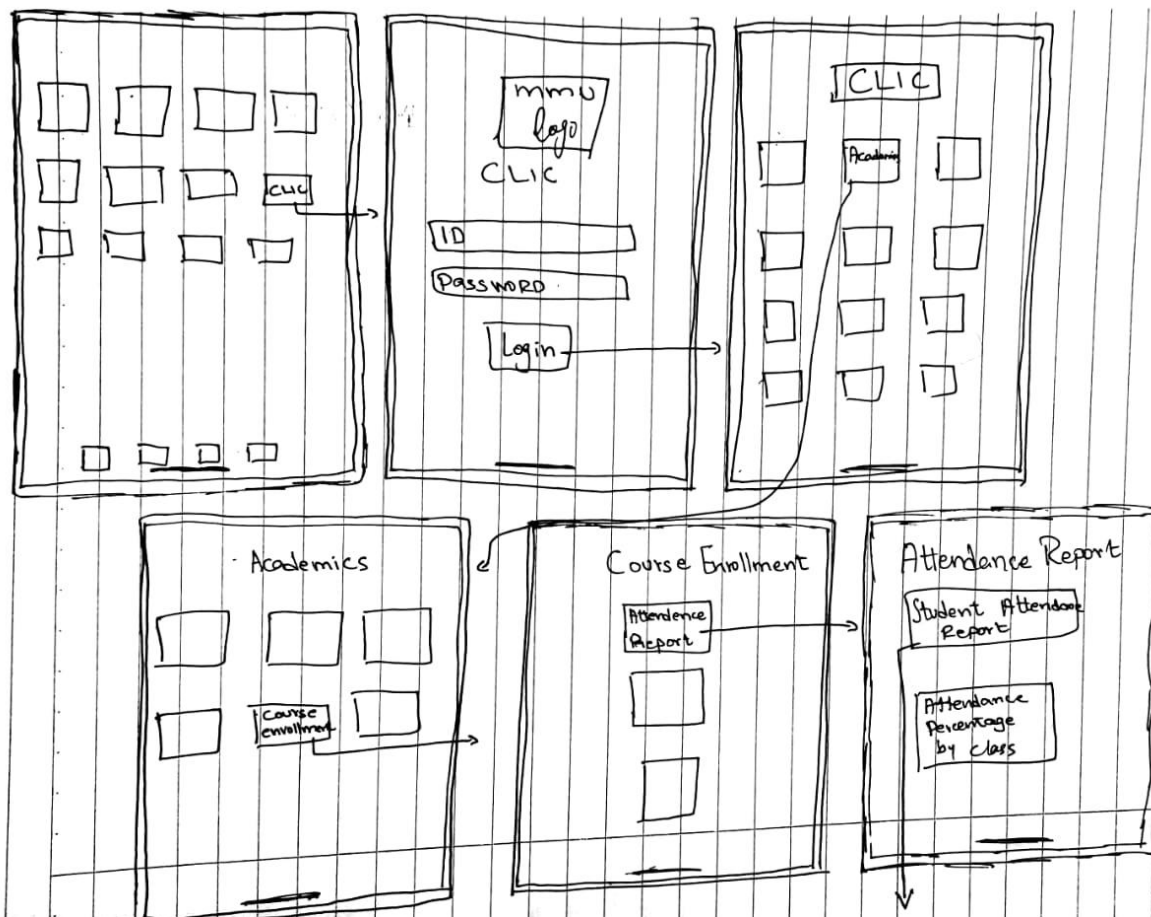 CLIC
mmu
logo
CLIC
ID
PASSWORD
Login
CLIC
Academic
Academics
Course
enrollment
Course Enrollment
Attendence
Report
Attendance Report
Student Attendance
Report
Attendance
Percentage
by class